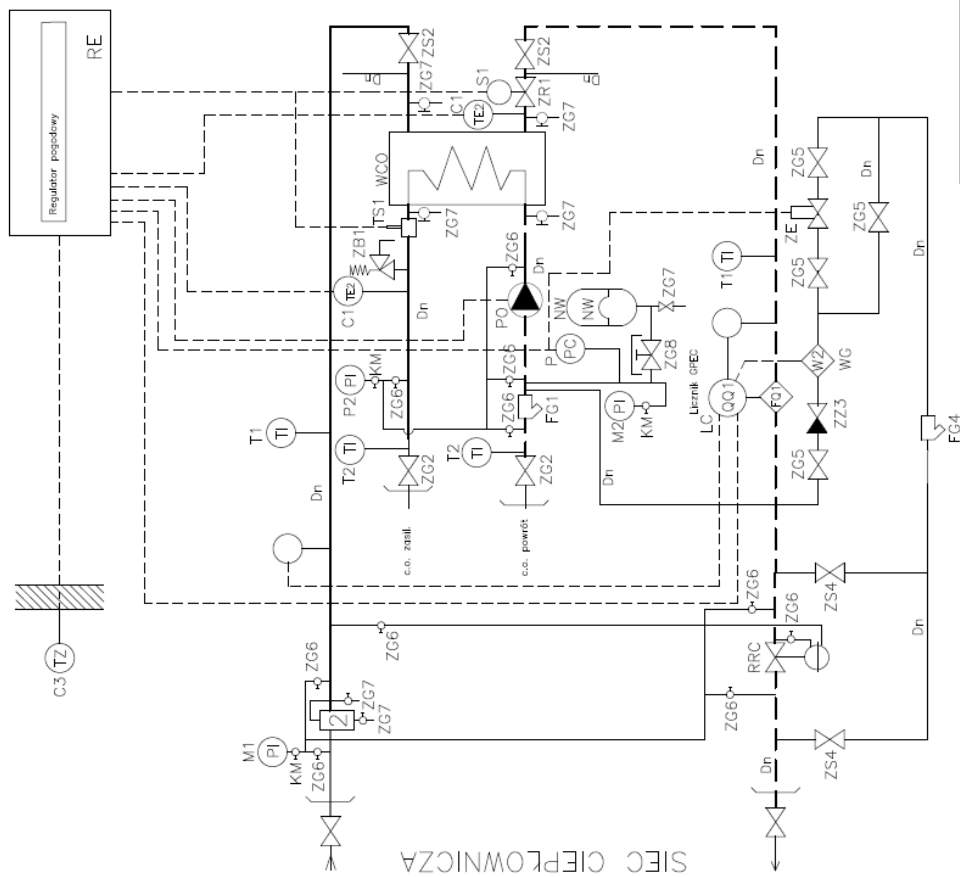 Regulator pogodowy
RE
C3
TZ
SIEC CIEPŁOWNICZA
M1
PI
KM
ZG6
2
ZG7
ZG7
ZG6
ZG6
Dn
T1
TI
ZS2
ZG7
C1
TE2
S1
ZR1
ZS2
ZG7
WCO
TS1
ZG7
ZG7
ZB1
C1
TE2
Dn
P2
PI
KM
ZG6
T2
TI
ZG2
c.o. zasil.
T2
TI
ZG2
c.o. powrót
FG1
ZG6
ZG6
PO
ZG6
Dn
NW
NW
ZG7
ZG8
P
PC
M2
PI
KM
Dn
Licznik GPEC
LC
QQ1
FQ1
T1
TI
Dn
ZG5
ZE
ZG5
ZG5
Dn
W2
WG
ZZ3
ZG5
Dn
FG4
ZG6
ZG6
RRC
ZG6
ZS4
ZS4
Dn
Dn